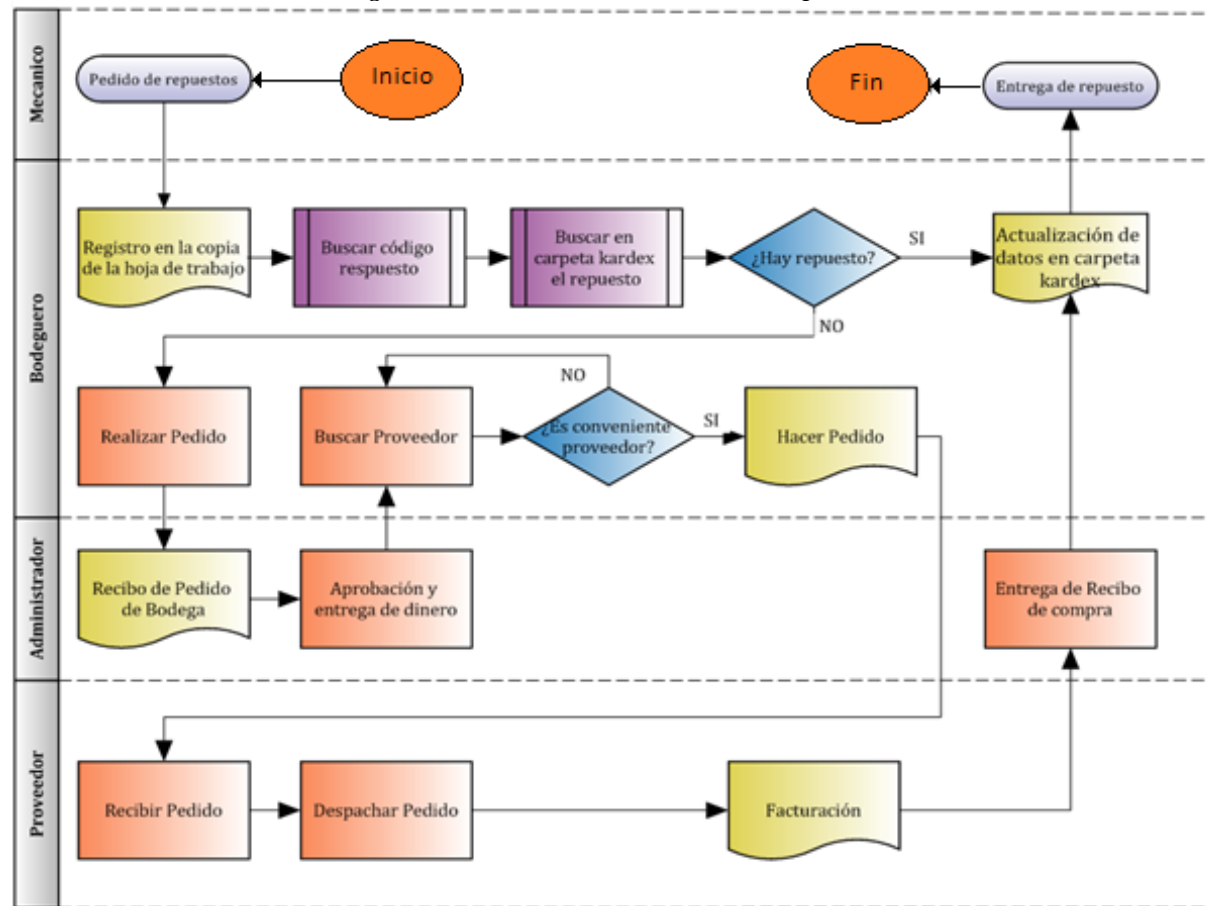 Mecanico
Pedido de repuestos
Inicio
Fin
Entrega de repuesto
Bodeguero
Registro en la copia
de la hoja de trabajo
Buscar código
respuesto
Buscar en
carpeta kardex
el repuesto
¿Hay repuesto?
SI
Actualización de
datos en carpeta
kardex
NO
Realizar Pedido
Buscar Proveedor
NO
¿Es conveniente
proveedor?
SI
Hacer Pedido
Administrador
Recibo de Pedido
de Bodega
Aprobación y
entrega de dinero
Entrega de Recibo
de compra
Proveedor
Recibir Pedido
Despachar Pedido
Facturación